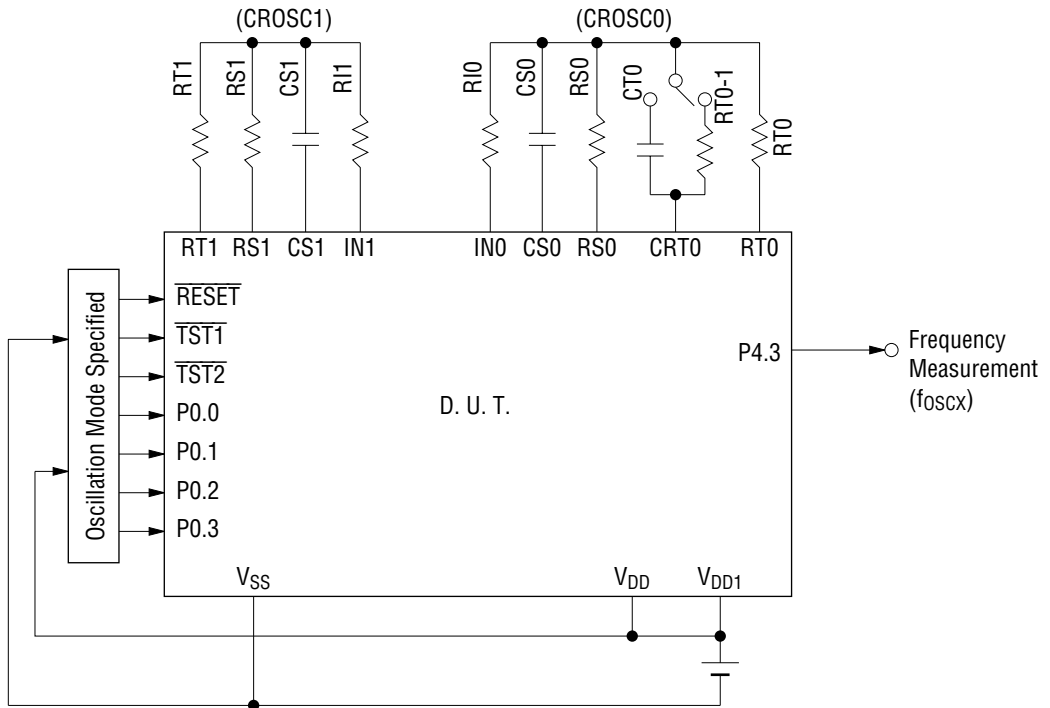 (CROSC1)
(CROSC0)
RT1
RS1
CS1
RI1
RI0
CS0
RS0
CT0
RT0-1
RT0
RT1 RS1 CS1 IN1
IN0 CS0 RS0 CRT0 RT0
Oscillation Mode Specified
RESET
TST1
TST2
P0.0
P0.1
P0.2
P0.3
D. U. T.
P4.3
Frequency
Measurement
(fOSCX)
VSS
VDD
VDD1